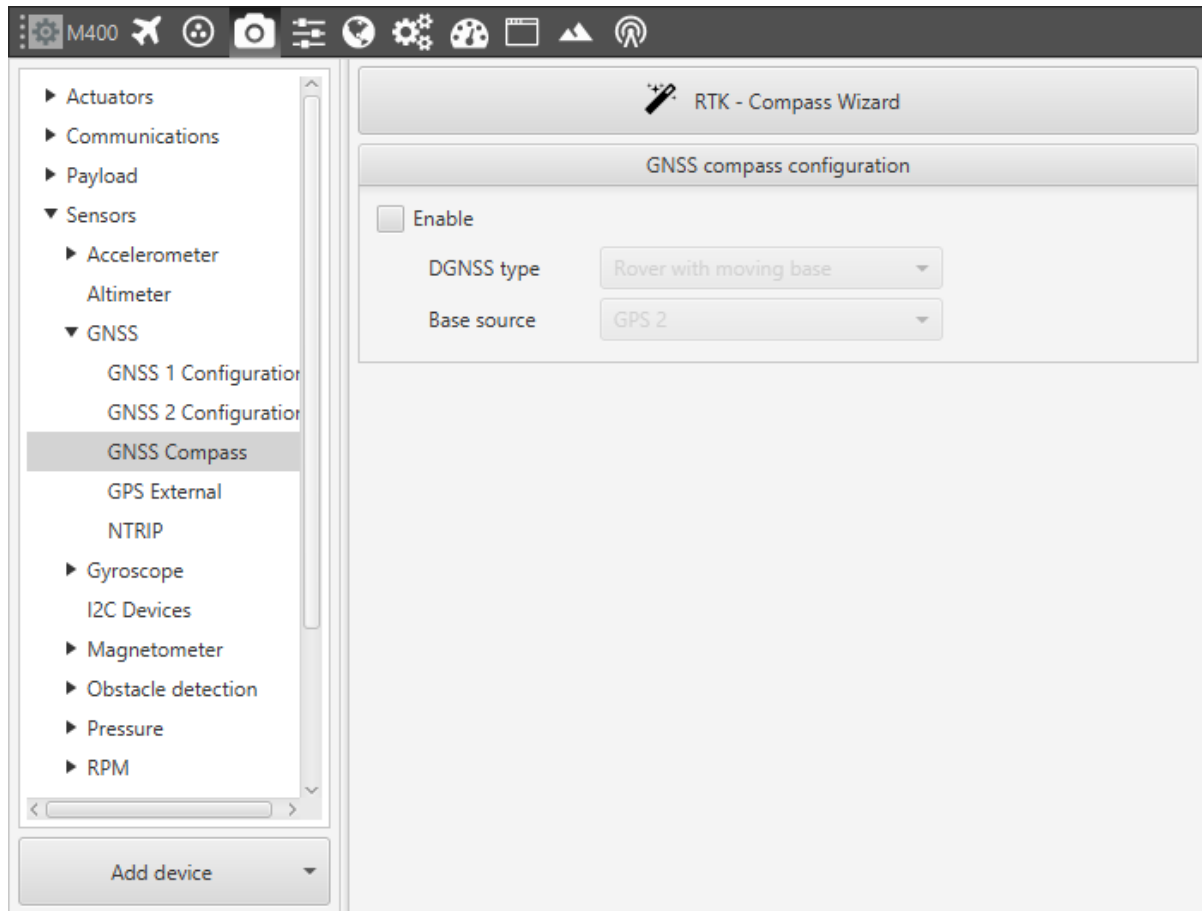 M400
Actuators
Communications
Payload
Sensors
Accelerometer
Altimeter
GNSS
GNSS 1 Configuration
GNSS 2 Configuration
GNSS Compass
GPS External
NTRIP
Gyroscope
I2C Devices
Magnetometer
Obstacle detection
Pressure
RPM
Add device
RTK - Compass Wizard
GNSS compass configuration
Enable
DGNSS type Rover with moving base
Base source GPS 2